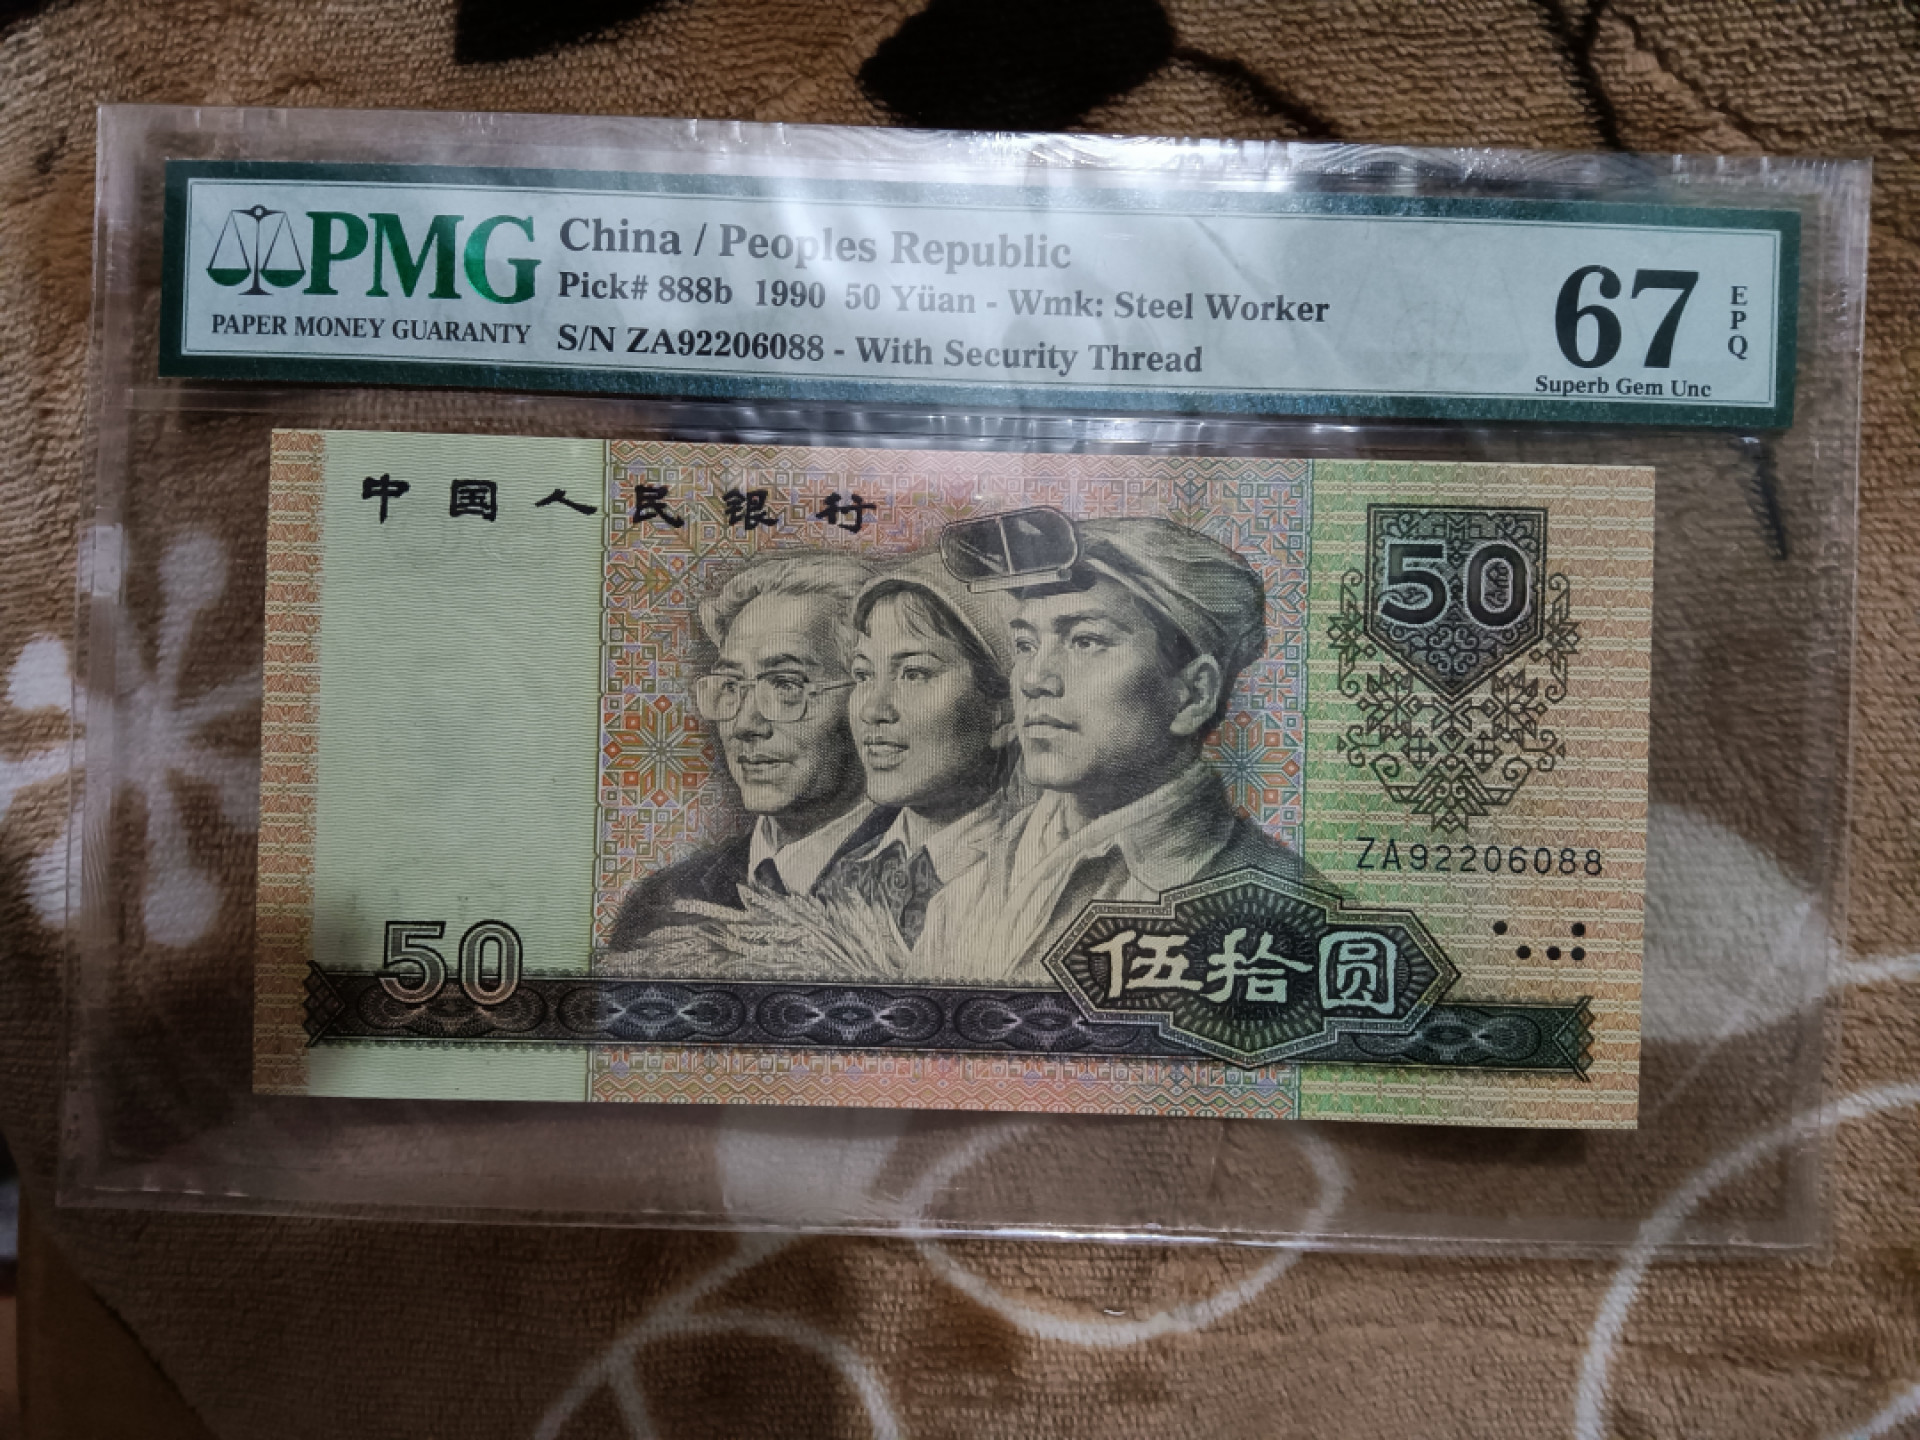 PMG
PAPER MONEY GUARANTY
China / Peoples Republic
Pick# 888b 1990 50 Yüan - Wmk: Steel Worker
S/N ZA92206088 - With Security Thread
67
EPQ
Superb Gem Unc
中国人民银行
50
ZA92206088
50
伍拾圆